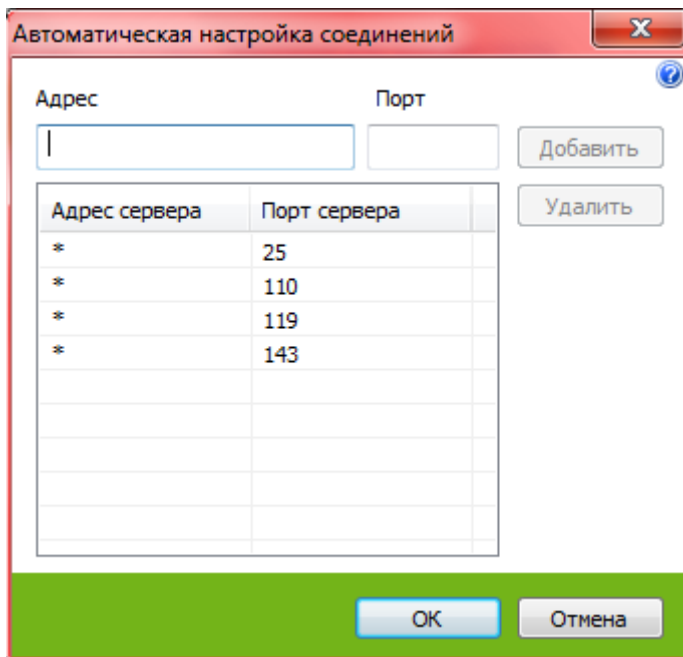 Автоматическая настройка соединений
Адрес Порт
Добавить
Удалить
Адрес сервера Порт сервера
* 25
* 110
* 119
* 143
OK Отмена